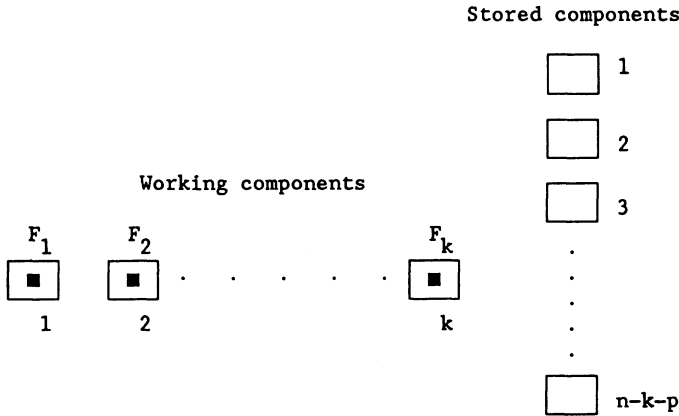 Stored components
1
2
Working components
3
F1 F2 Fk
1 2 k
n-k-p